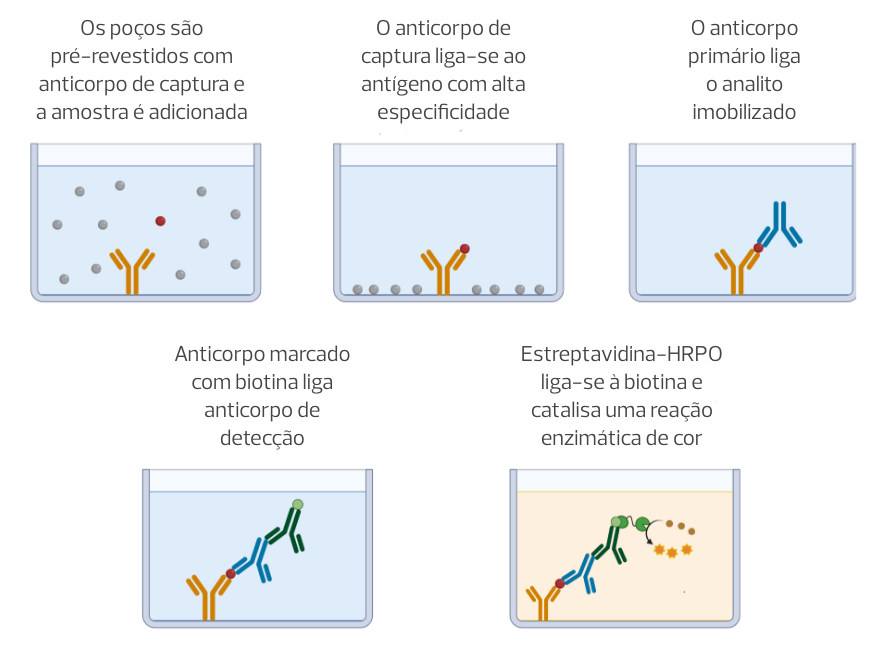 Os poços são
pré-revestidos com
anticorpo de captura e
a amostra é adicionada
O anticorpo de
captura liga-se ao
antígeno com alta
especificidade
O anticorpo
primário liga
o analito
imobilizado
Anticorpo marcado
com biotina liga
anticorpo de
detecção
Estreptavidina-HRPO
liga-se à biotina e
catalisa uma reação
enzimática de cor